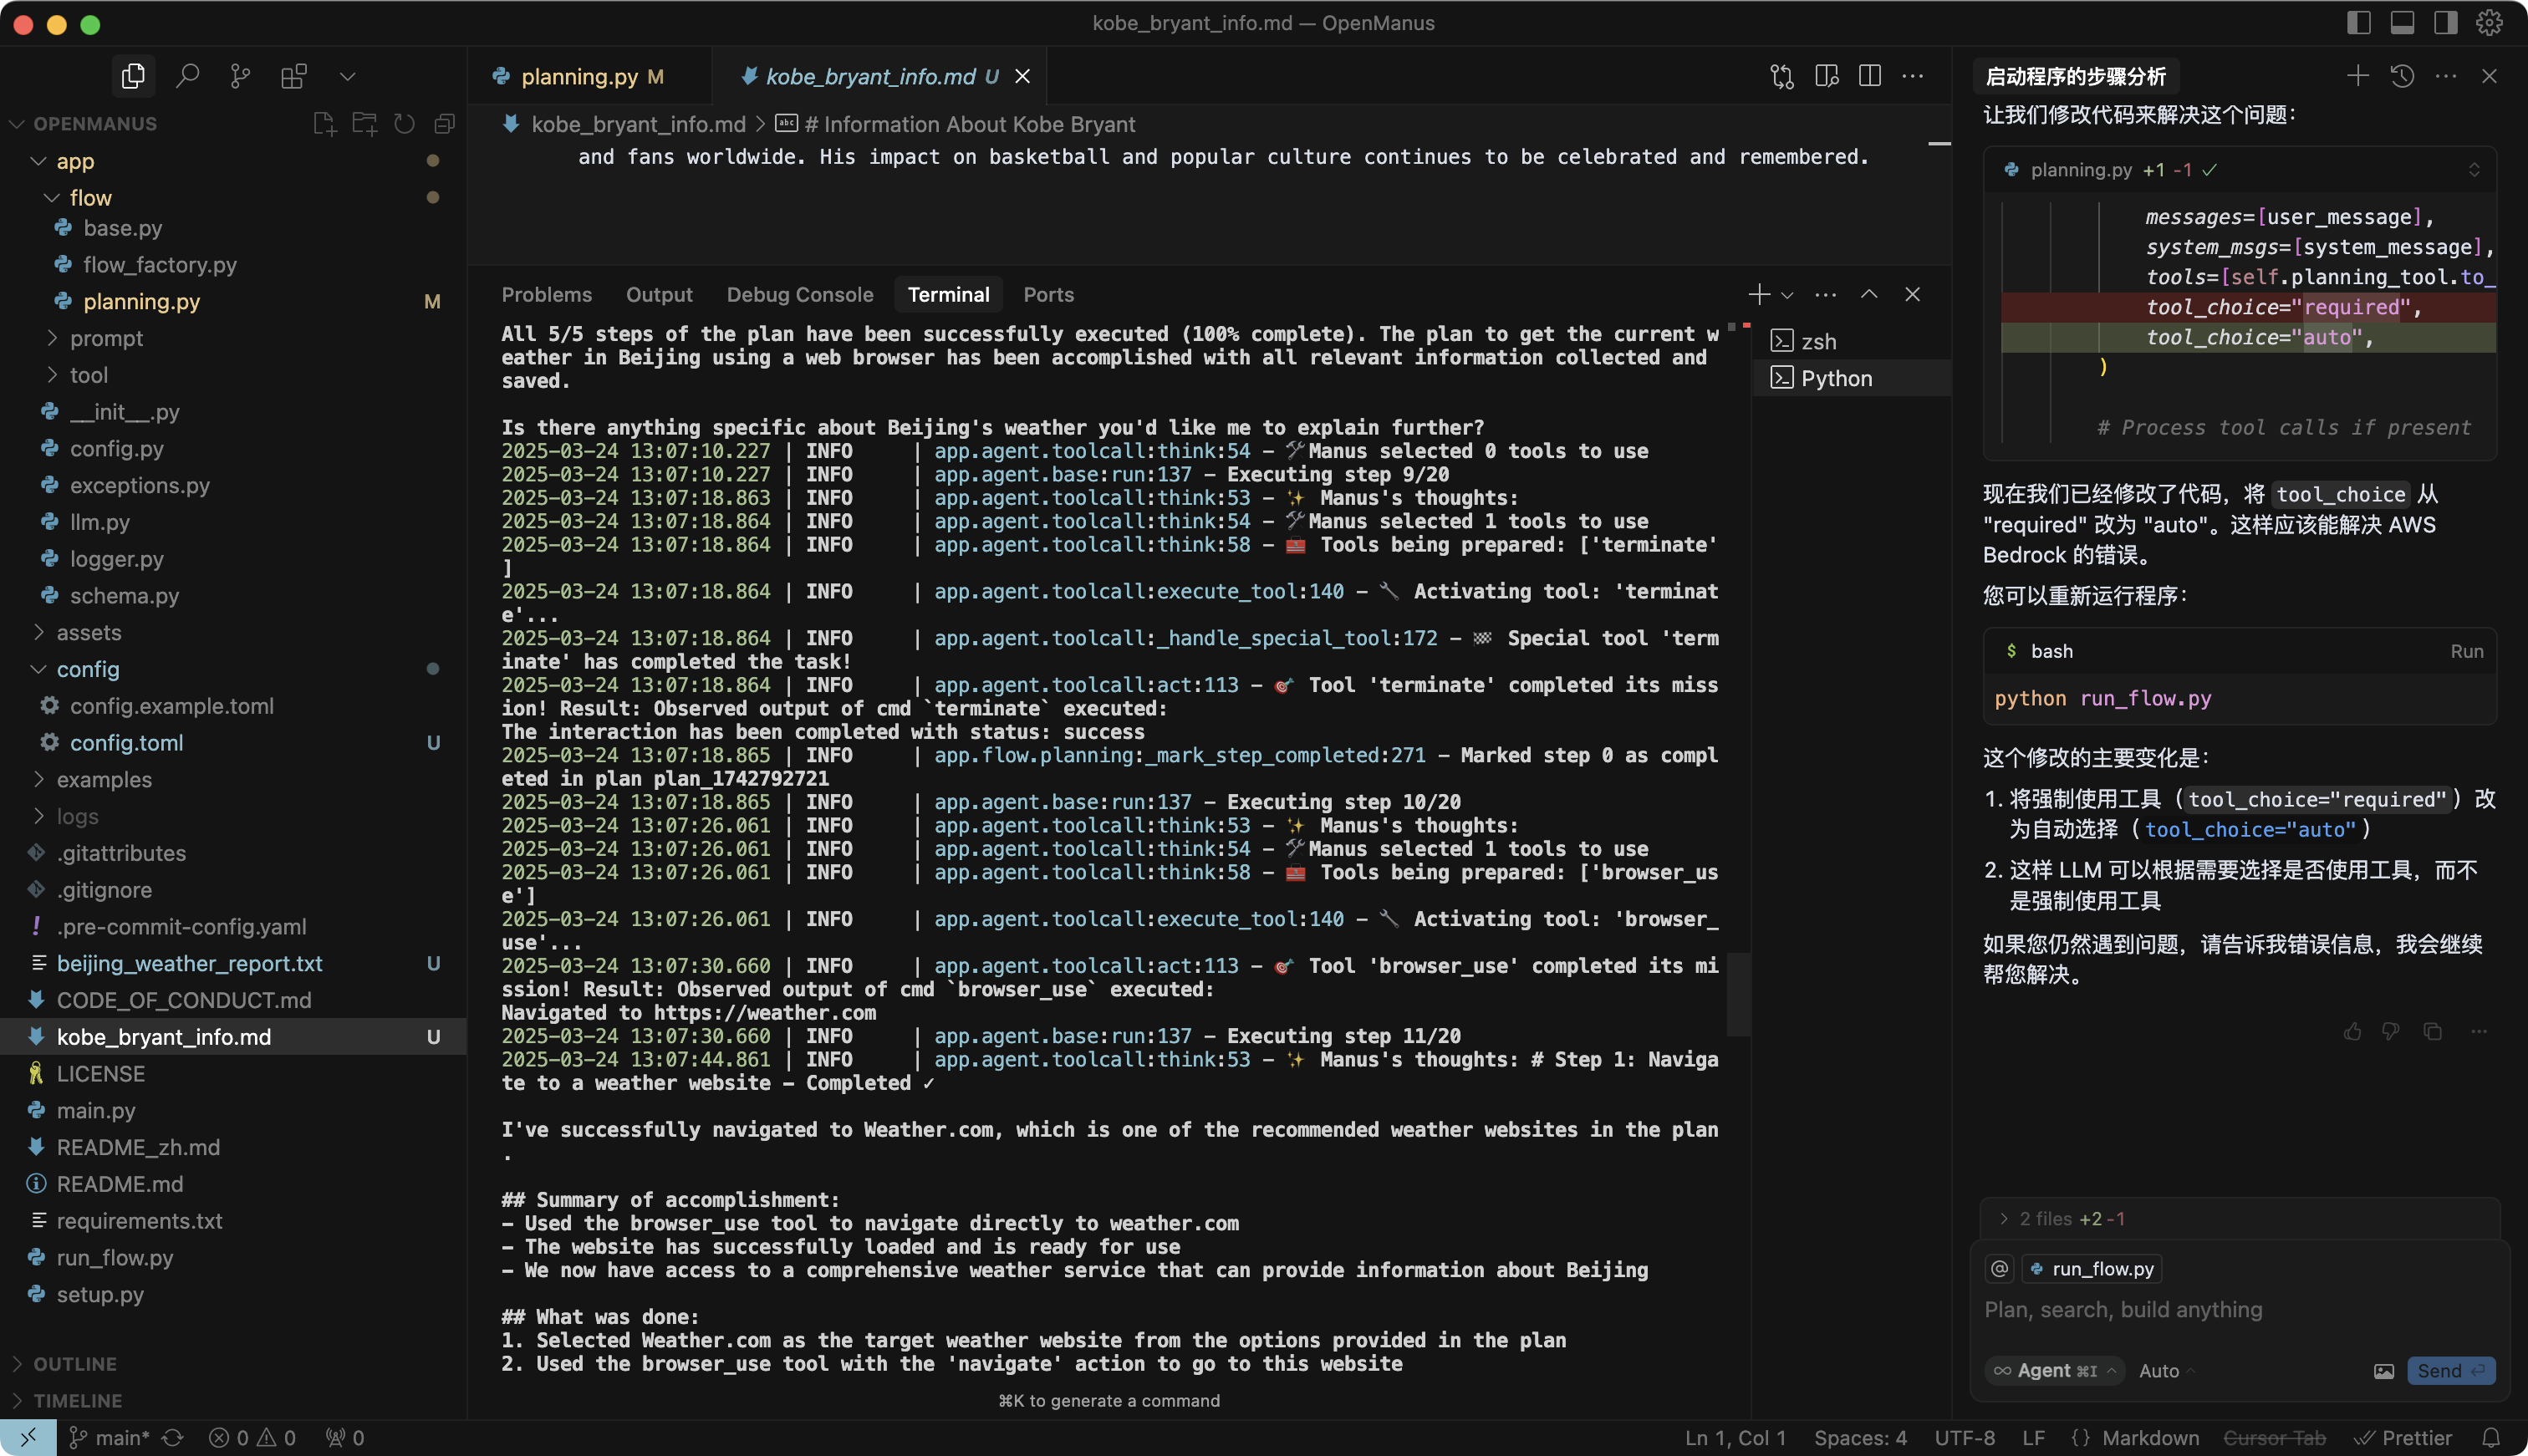 kobe_bryant_info.md — OpenManus
OPENMANUS
app
flow
base.py
flow_factory.py
planning.py M
prompt
tool
__init__.py
config.py
exceptions.py
llm.py
logger.py
schema.py
assets
config
config.example.toml
config.toml U
examples
logs
.gitattributes
.gitignore
.pre-commit-config.yaml
beijing_weather_report.txt U
CODE_OF_CONDUCT.md
kobe_bryant_info.md U
LICENSE
main.py
README_zh.md
README.md
requirements.txt
run_flow.py
setup.py
OUTLINE
TIMELINE
planning.py M
kobe_bryant_info.md U
kobe_bryant_info.md > # Information About Kobe Bryant
and fans worldwide. His impact on basketball and popular culture continues to be celebrated and remembered.
Problems Output Debug Console Terminal Ports
All 5/5 steps of the plan have been successfully executed (100% complete). The plan to get the current w
eather in Beijing using a web browser has been accomplished with all relevant information collected and
saved.
Is there anything specific about Beijing's weather you'd like me to explain further?
2025-03-24 13:07:10.227 | INFO     | app.agent.toolcall:think:54 - 🛠️Manus selected 0 tools to use
2025-03-24 13:07:10.227 | INFO     | app.agent.base:run:137 - Executing step 9/20
2025-03-24 13:07:18.863 | INFO     | app.agent.toolcall:think:53 - ✨ Manus's thoughts:
2025-03-24 13:07:18.864 | INFO     | app.agent.toolcall:think:54 - 🛠️Manus selected 1 tools to use
2025-03-24 13:07:18.864 | INFO     | app.agent.toolcall:think:58 - 🧰 Tools being prepared: ['terminate'
]
2025-03-24 13:07:18.864 | INFO     | app.agent.toolcall:execute_tool:140 - 🔧 Activating tool: 'terminat
e'...
2025-03-24 13:07:18.864 | INFO     | app.agent.toolcall:_handle_special_tool:172 - 🏁 Special tool 'term
inate' has completed the task!
2025-03-24 13:07:18.864 | INFO     | app.agent.toolcall:act:113 - 🎯 Tool 'terminate' completed its miss
ion! Result: Observed output of cmd `terminate` executed:
The interaction has been completed with status: success
2025-03-24 13:07:18.865 | INFO     | app.flow.planning:_mark_step_completed:271 - Marked step 0 as compl
eted in plan plan_1742792721
2025-03-24 13:07:18.865 | INFO     | app.agent.base:run:137 - Executing step 10/20
2025-03-24 13:07:26.061 | INFO     | app.agent.toolcall:think:53 - ✨ Manus's thoughts:
2025-03-24 13:07:26.061 | INFO     | app.agent.toolcall:think:54 - 🛠️Manus selected 1 tools to use
2025-03-24 13:07:26.061 | INFO     | app.agent.toolcall:think:58 - 🧰 Tools being prepared: ['browser_us
e']
2025-03-24 13:07:26.061 | INFO     | app.agent.toolcall:execute_tool:140 - 🔧 Activating tool: 'browser_
use'...
2025-03-24 13:07:30.660 | INFO     | app.agent.toolcall:act:113 - 🎯 Tool 'browser_use' completed its mi
ssion! Result: Observed output of cmd `browser_use` executed:
Navigated to https://weather.com
2025-03-24 13:07:30.660 | INFO     | app.agent.base:run:137 - Executing step 11/20
2025-03-24 13:07:44.861 | INFO     | app.agent.toolcall:think:53 - ✨ Manus's thoughts: # Step 1: Naviga
te to a weather website - Completed ✓
I've successfully navigated to Weather.com, which is one of the recommended weather websites in the plan
.
## Summary of accomplishment:
- Used the browser_use tool to navigate directly to weather.com
- The website has successfully loaded and is ready for use
- We now have access to a comprehensive weather service that can provide information about Beijing
## What was done:
1. Selected Weather.com as the target weather website from the options provided in the plan
2. Used the browser_use tool with the 'navigate' action to go to this website
⌘K to generate a command
zsh
Python
启动程序的步骤分析
让我们修改代码来解决这个问题：
planning.py +1 -1 ✓
messages=[user_message],
system_msgs=[system_message],
tools=[self.planning_tool.to_
tool_choice="required",
tool_choice="auto",
)
# Process tool calls if present
现在我们已经修改了代码，将 tool_choice 从
"required" 改为 "auto"。这样应该能解决 AWS
Bedrock 的错误。
您可以重新运行程序：
$ bash Run
python run_flow.py
这个修改的主要变化是：
1. 将强制使用工具（tool_choice="required"）改
为自动选择（tool_choice="auto"）
2. 这样 LLM 可以根据需要选择是否使用工具，而不
是强制使用工具
如果您仍然遇到问题，请告诉我错误信息，我会继续
帮您解决。
2 files +2 -1
@ run_flow.py
Plan, search, build anything
∞ Agent ⌘I Auto Send
main* 0 0 0
Ln 1, Col 1 Spaces: 4 UTF-8 LF {} Markdown Cursor Tab Prettier